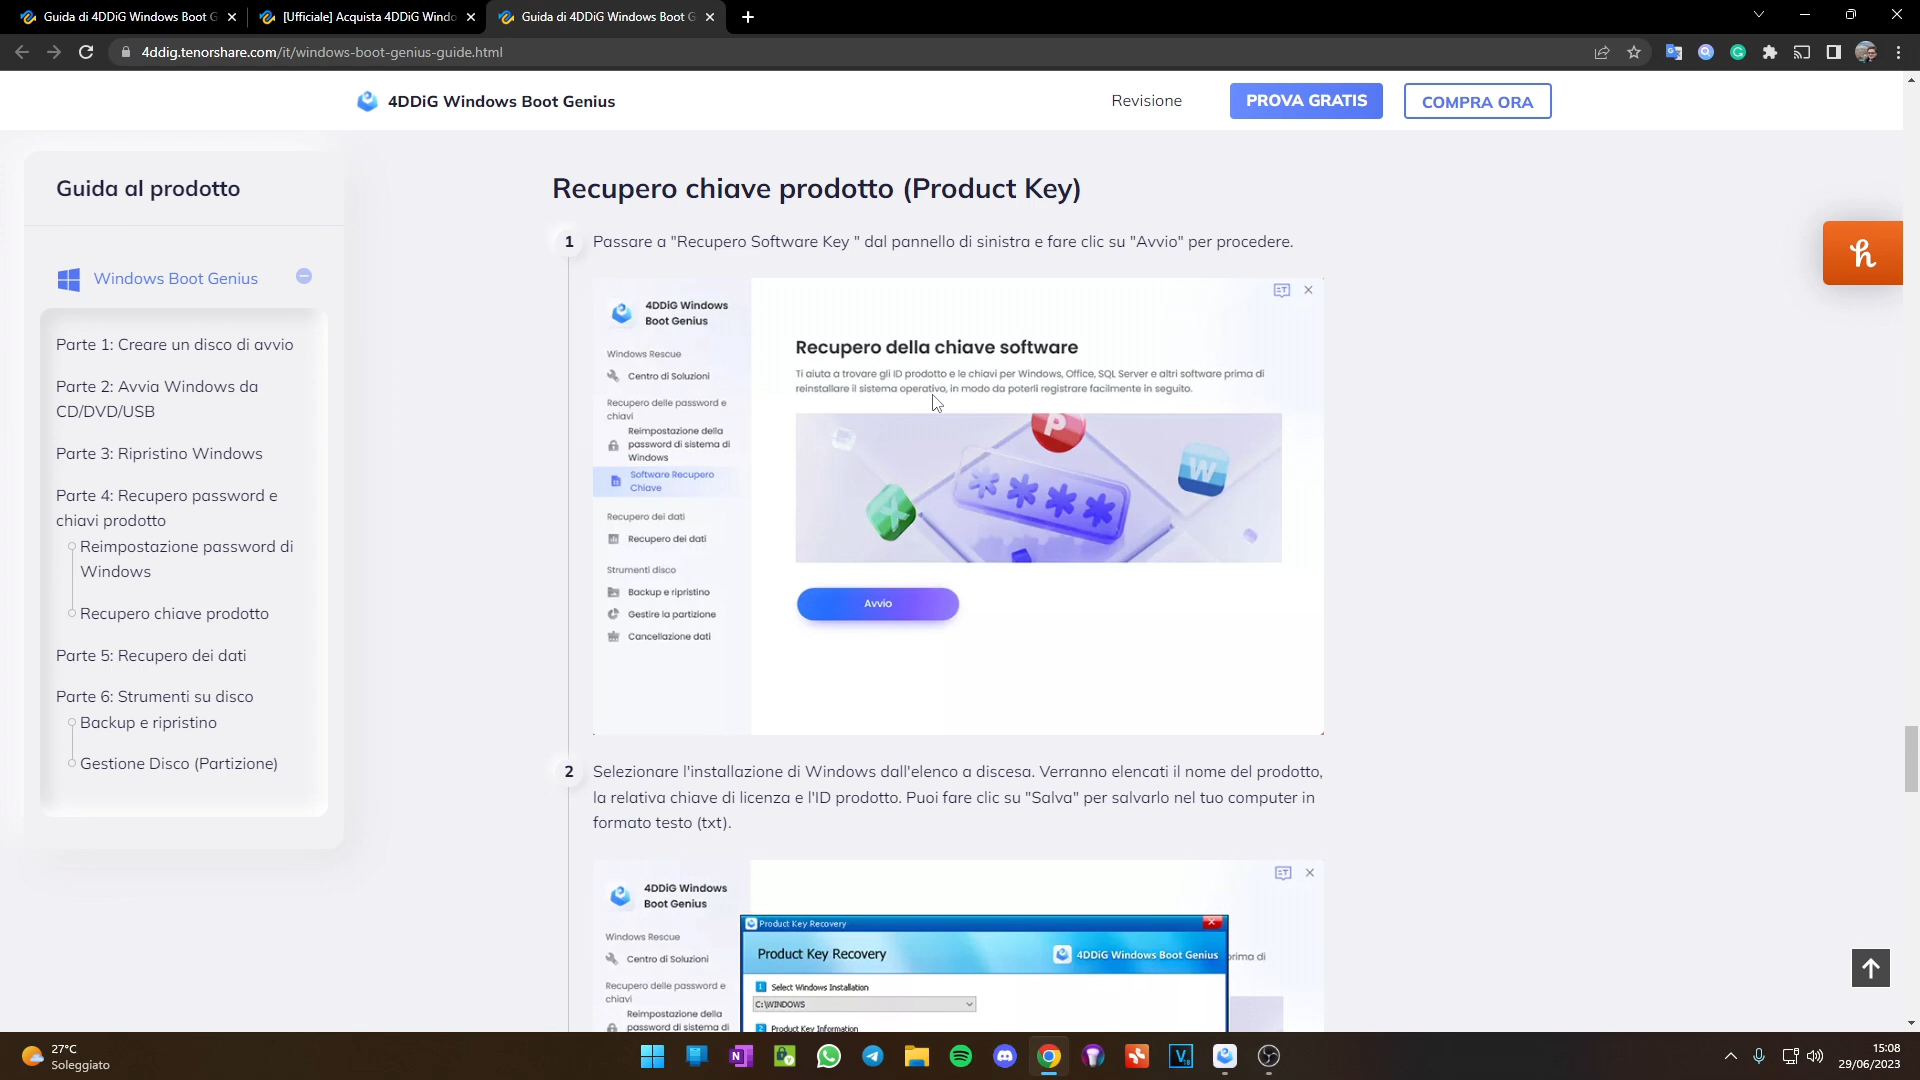 Guida di 4DDiG Windows Boot G
[Ufficiale] Acquista 4DDiG Windo
Guida di 4DDiG Windows Boot G
4ddig.tenorshare.com/it/windows-boot-genius-guide.html
4DDiG Windows Boot Genius
Revisione
PROVA GRATIS
COMPRA ORA
Guida al prodotto
Windows Boot Genius
Parte 1: Creare un disco di avvio
Parte 2: Avvia Windows da
CD/DVD/USB
Parte 3: Ripristino Windows
Parte 4: Recupero password e
chiavi prodotto
Reimpostazione password di
Windows
Recupero chiave prodotto
Parte 5: Recupero dei dati
Parte 6: Strumenti su disco
Backup e ripristino
Gestione Disco (Partizione)
Recupero chiave prodotto (Product Key)
1 Passare a "Recupero Software Key " dal pannello di sinistra e fare clic su "Avvio" per procedere.
4DDiG Windows
Boot Genius
Windows Rescue
Centro di Soluzioni
Recupero delle password e
chiavi
Reimpostazione della
password di sistema di
Windows
Software Recupero
Chiave
Recupero dei dati
Recupero dei dati
Strumenti disco
Backup e ripristino
Gestire la partizione
Cancellazione dati
Recupero della chiave software
Ti aiuta a trovare gli ID prodotto e le chiavi per Windows, Office, SQL Server e altri software prima di
reinstallare il sistema operativo, in modo da poterli registrare facilmente in seguito.
P
W
X
Avvio
2 Selezionare l'installazione di Windows dall'elenco a discesa. Verranno elencati il nome del prodotto,
la relativa chiave di licenza e l'ID prodotto. Puoi fare clic su "Salva" per salvarlo nel tuo computer in
formato testo (txt).
4DDiG Windows
Boot Genius
Windows Rescue
Centro di Soluzioni
Recupero delle password e
chiavi
Reimpostazione della
password di sistema di
Product Key Recovery
Product Key Recovery
4DDiG Windows Boot Genius
prima di
1 Select Windows Installation
C:\WINDOWS
2 Product Key Information
27°C
Soleggiato
15:08
29/06/2023